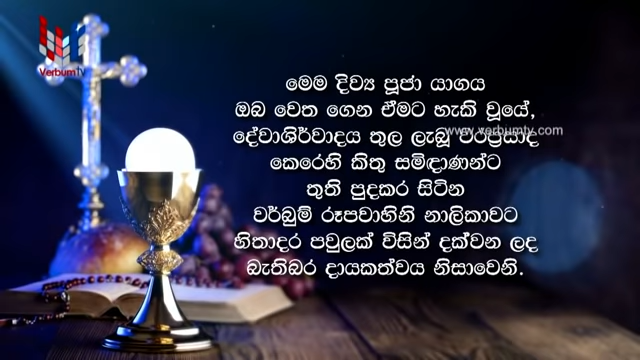 VerbumTV
මෙම දිව්‍ය පූජා යාගය
ඔබ වෙත ගෙන ඒමට හැකි වූයේ,
දේවාශිර්වාදය තුල ලැබූ වරප්‍රසාද
www.verbumtv.com
කෙරෙහි කිතු සමිඳාණන්ට
තුති පුදකර සිටින
වර්බුම් රූපවාහිනි නාලිකාවට
හිතාදර පවුලක් විසින් දක්වන ලද
බැතිබර දායකත්වය නිසාවෙනි.